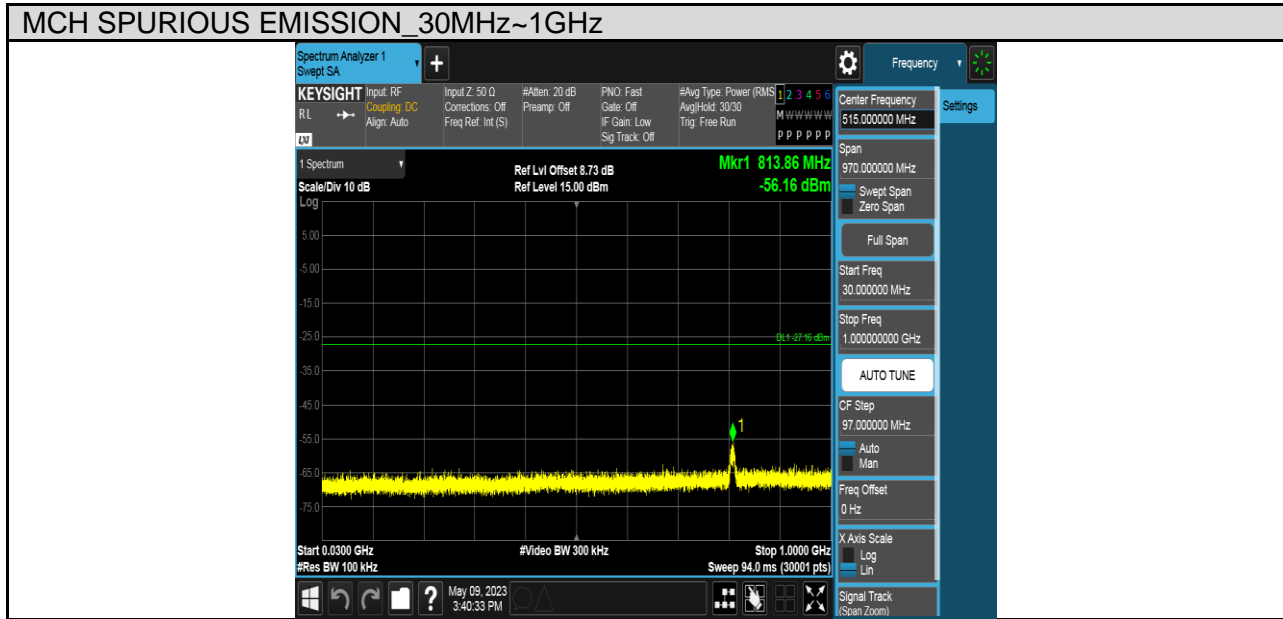 MCH SPURIOUS EMISSION_30MHz~1GHz
Spectrum Analyzer 1
Swept SA
+
Frequency
KEYSIGHT
RL
LXI
Input: RF
Coupling: DC
Align: Auto
Input Z: 50 Ω
Corrections: Off
Freq Ref: Int (S)
#Atten: 20 dB
Preamp: Off
PNO: Fast
Gate: Off
IF Gain: Low
Sig Track: Off
#Avg Type: Power (RMS
Avg|Hold: 30/30
Trig: Free Run
1 2 3 4 5 6
M W W W W W
P P P P P P
1 Spectrum
Scale/Div 10 dB
Ref Lvl Offset 8.73 dB
Ref Level 15.00 dBm
Mkr1 813.86 MHz
-56.16 dBm
Log
5.00
-5.00
-15.0
-25.0
DL1 -27.16 dBm
-35.0
-45.0
-55.0
1
-65.0
-75.0
Start 0.0300 GHz
#Res BW 100 kHz
#Video BW 300 kHz
Stop 1.0000 GHz
Sweep 94.0 ms (30001 pts)
?
May 09, 2023
3:40:33 PM
Center Frequency
515.000000 MHz
Settings
Span
970.000000 MHz
Swept Span
Zero Span
Full Span
Start Freq
30.000000 MHz
Stop Freq
1.000000000 GHz
AUTO TUNE
CF Step
97.000000 MHz
Auto
Man
Freq Offset
0 Hz
X Axis Scale
Log
Lin
Signal Track
(Span Zoom)